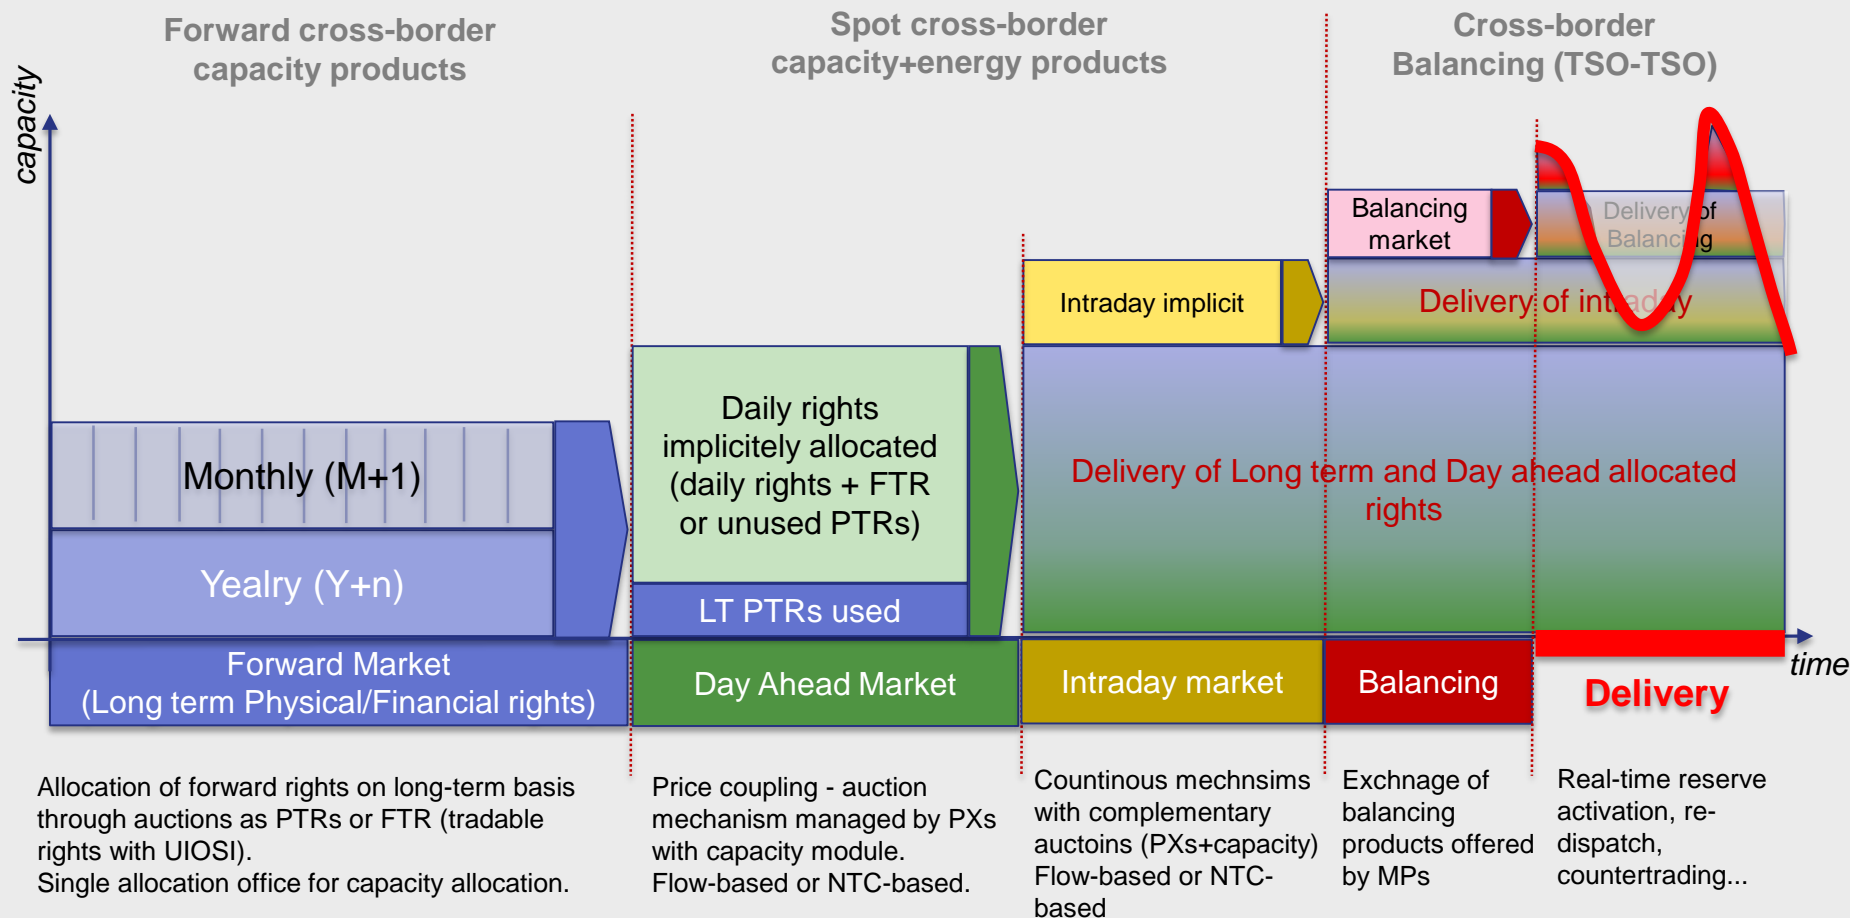 Forward cross-border
capacity products
Spot cross-border
capacity+energy products
Cross-border
Balancing (TSO-TSO)
capacity
Balancing
market
Delivery of
Balancing
Intraday implicit
Delivery of intraday
Daily rights
implicitely allocated
(daily rights + FTR
or unused PTRs)
Monthly (M+1)
Delivery of Long term and Day ahead allocated
rights
Yealry (Y+n)
LT PTRs used
Forward Market
(Long term Physical/Financial rights)
Day Ahead Market
Intraday market
Balancing
Delivery
time
Allocation of forward rights on long-term basis
through auctions as PTRs or FTR (tradable
rights with UIOSI).
Single allocation office for capacity allocation.
Price coupling - auction
mechanism managed by PXs
with capacity module.
Flow-based or NTC-based.
Countinous mechnsims
with complementary
auctoins (PXs+capacity)
Flow-based or NTC-
based
Exchnage of
balancing
products offered
by MPs
Real-time reserve
activation, re-
dispatch,
countertrading...